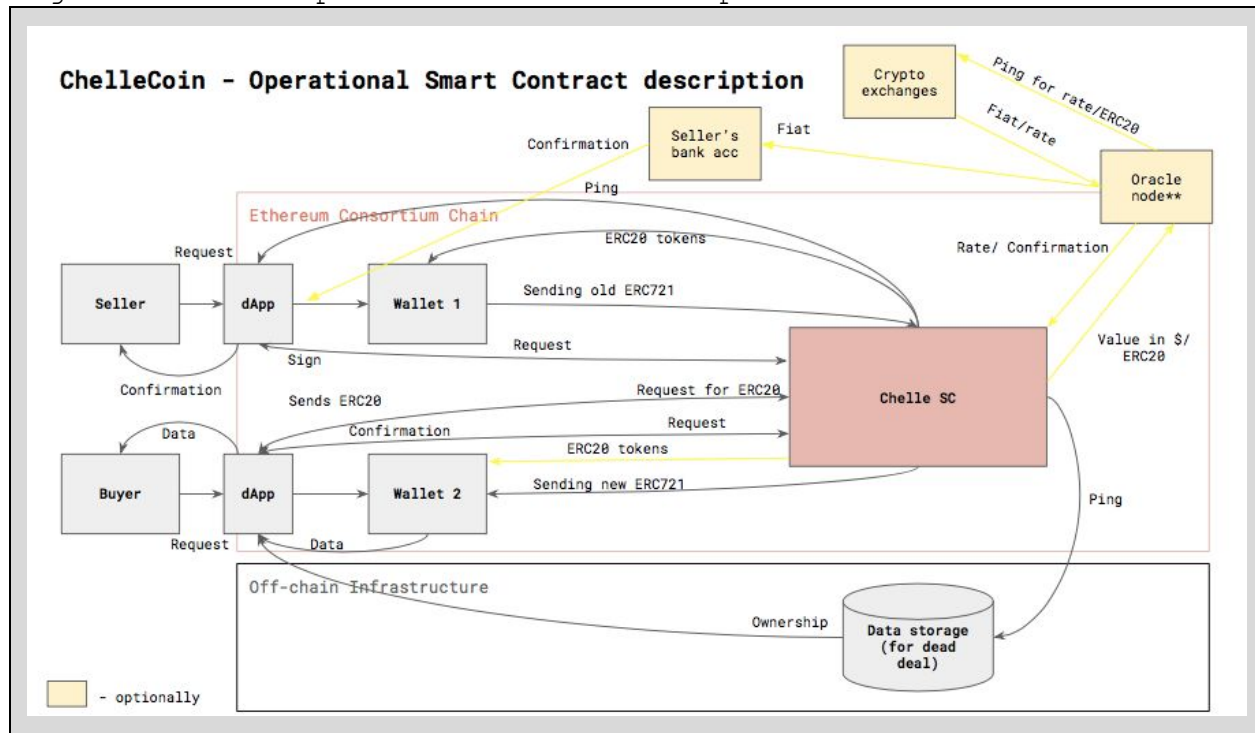 ChelleCoin - Operational Smart Contract description
Crypto
exchanges
Ping for rate/ERC20
Fiat/rate
Seller's
bank acc
Fiat
Confirmation
Oracle
node**
Ping
Ethereum Consortium Chain
ERC20 tokens
Rate/ Confirmation
Request
Seller
dApp
Wallet 1
Sending old ERC721
Request
Sign
Value in $/
ERC20
Confirmation
Chelle SC
Sends ERC20
Request for ERC20
Data
Confirmation
Request
ERC20 tokens
Buyer
dApp
Wallet 2
Sending new ERC721
Ping
Request
Data
Off-chain Infrastructure
Ownership
Data storage
(for dead
deal)
- optionally